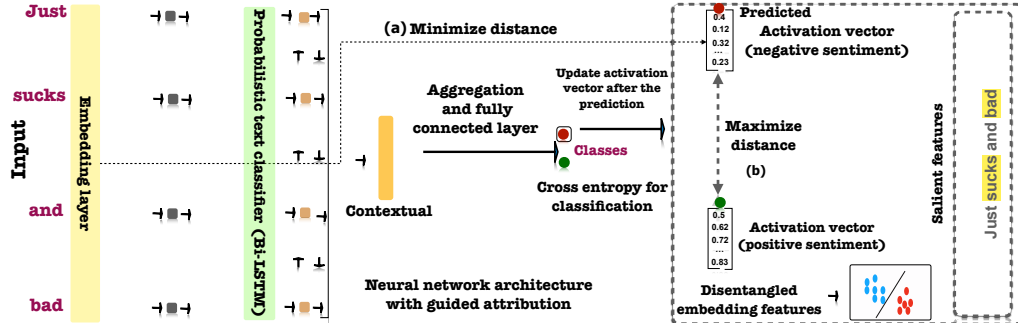 Input
Just
sucks
and
bad
Embedding layer
Probabilistic text classifier (Bi-LSTM)
(a) Minimize distance
Contextual
Aggregation
and fully
connected layer
Classes
Cross entropy for
classification
Update activation
vector after the
prediction
Neural network architecture
with guided attribution
0.4
0.12
0.32
...
0.23
Predicted
Activation vector
(negative sentiment)
Maximize
distance
(b)
0.5
0.62
0.72
...
0.83
Activation vector
(positive sentiment)
Disentangled
embedding features
Salient features
Just sucks and bad